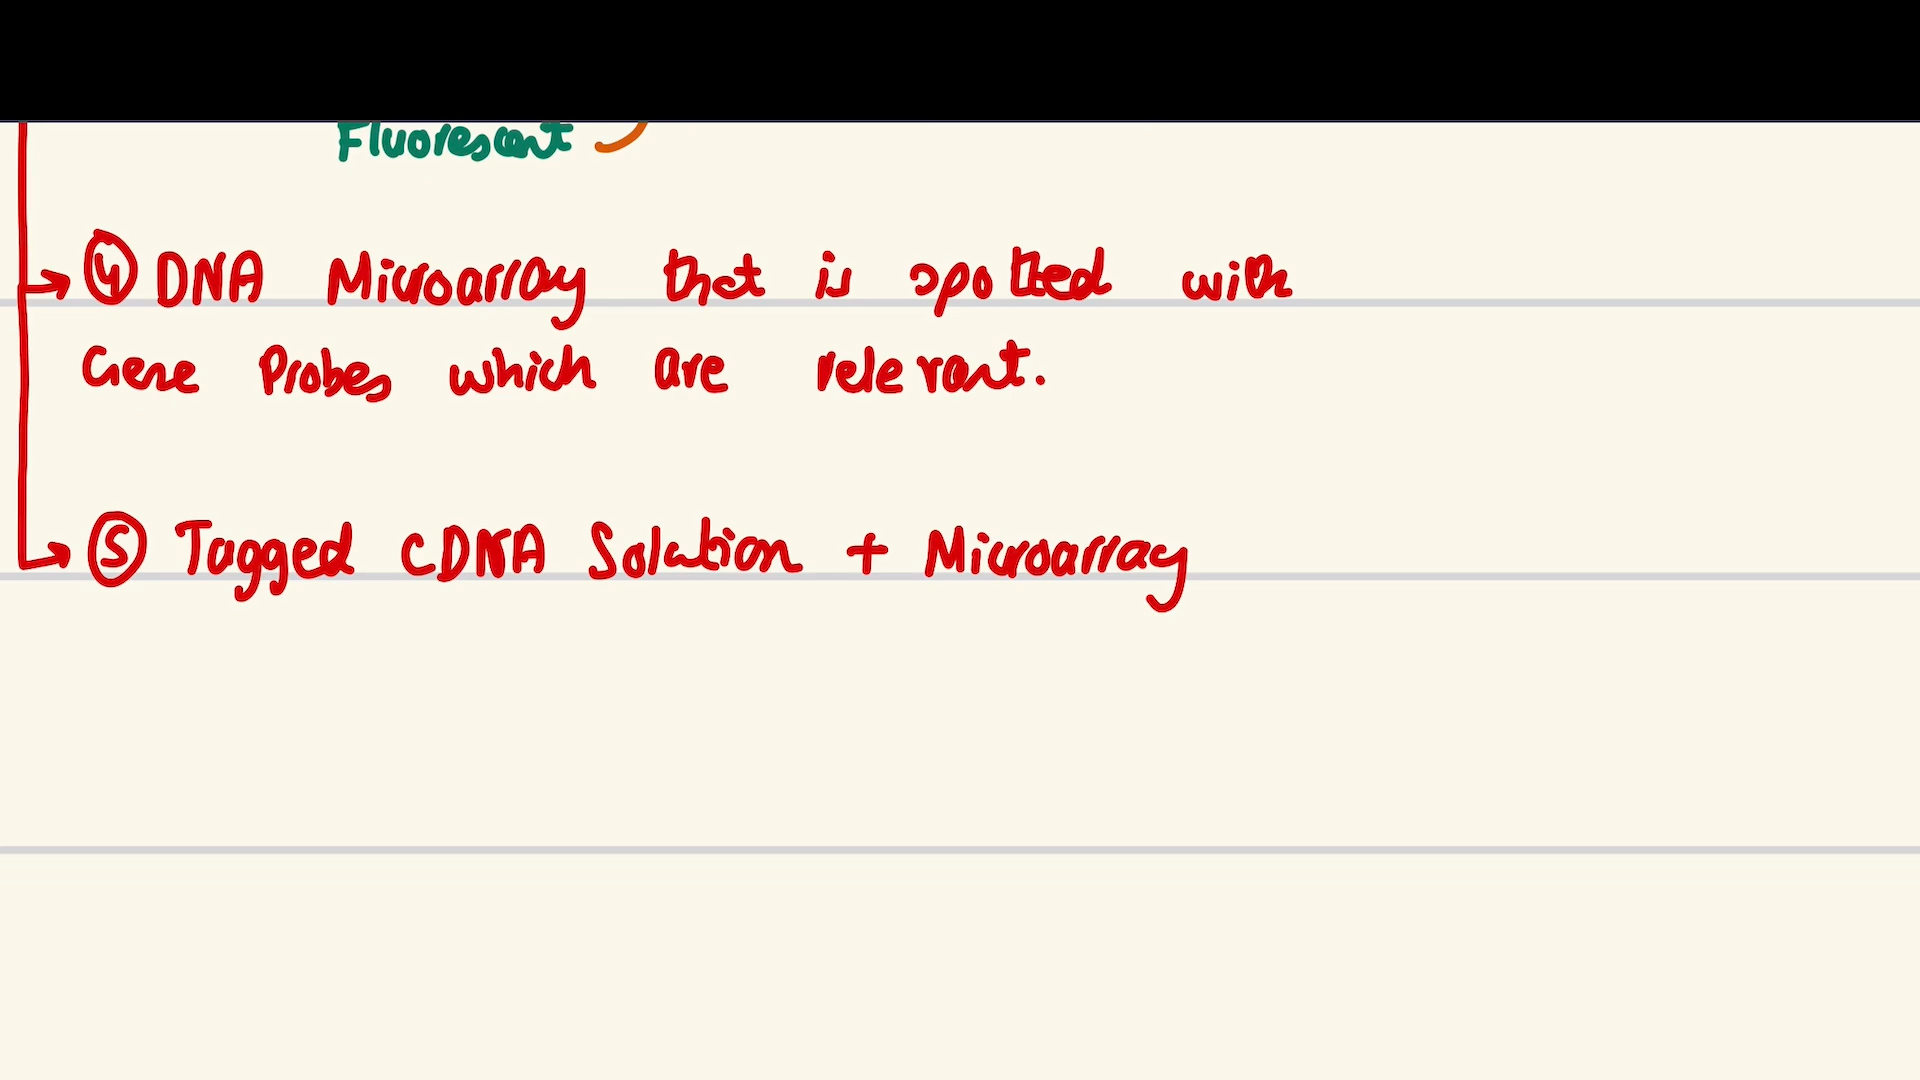 Fluorescent
④ DNA Microarray that is spotted with
Gene Probes which are relevant.
⑤ Tagged cDNA Solution + Microarray